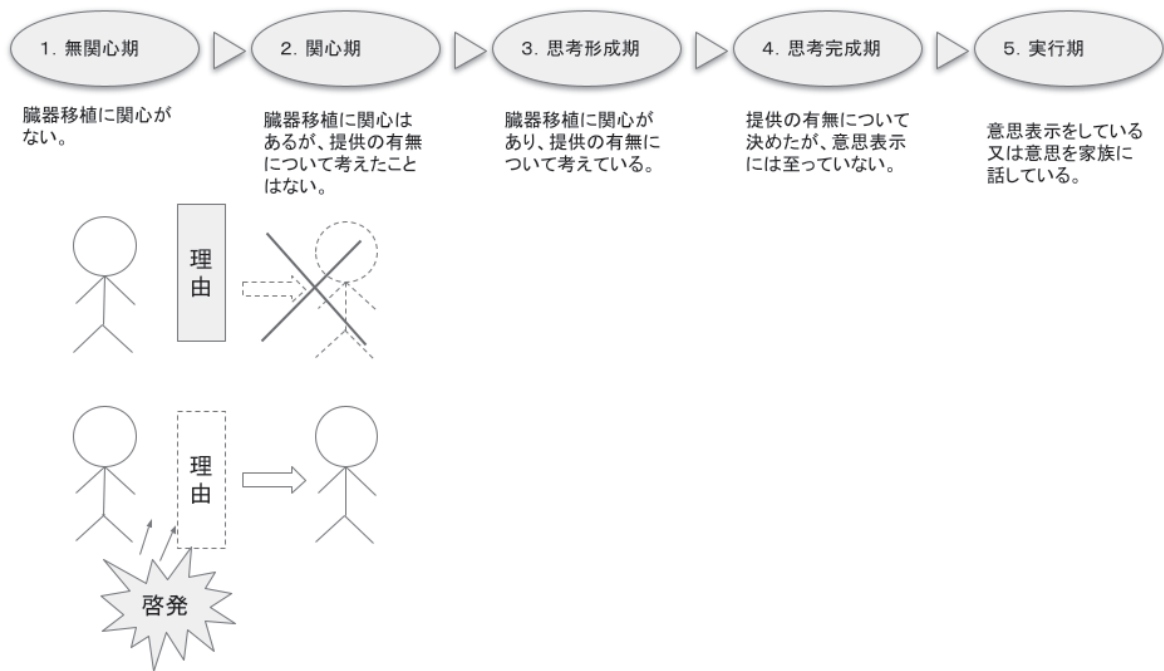 1. 無関心期
2. 関心期
3. 思考形成期
4. 思考完成期
5. 実行期
臓器移植に関心が
ない。
臓器移植に関心は
あるが、提供の有無
について考えたこと
はない。
臓器移植に関心が
あり、提供の有無に
ついて考えている。
提供の有無について
決めたが、意思表示
には至っていない。
意思表示をしている
又は意思を家族に
話している。
理
由
理
由
啓発